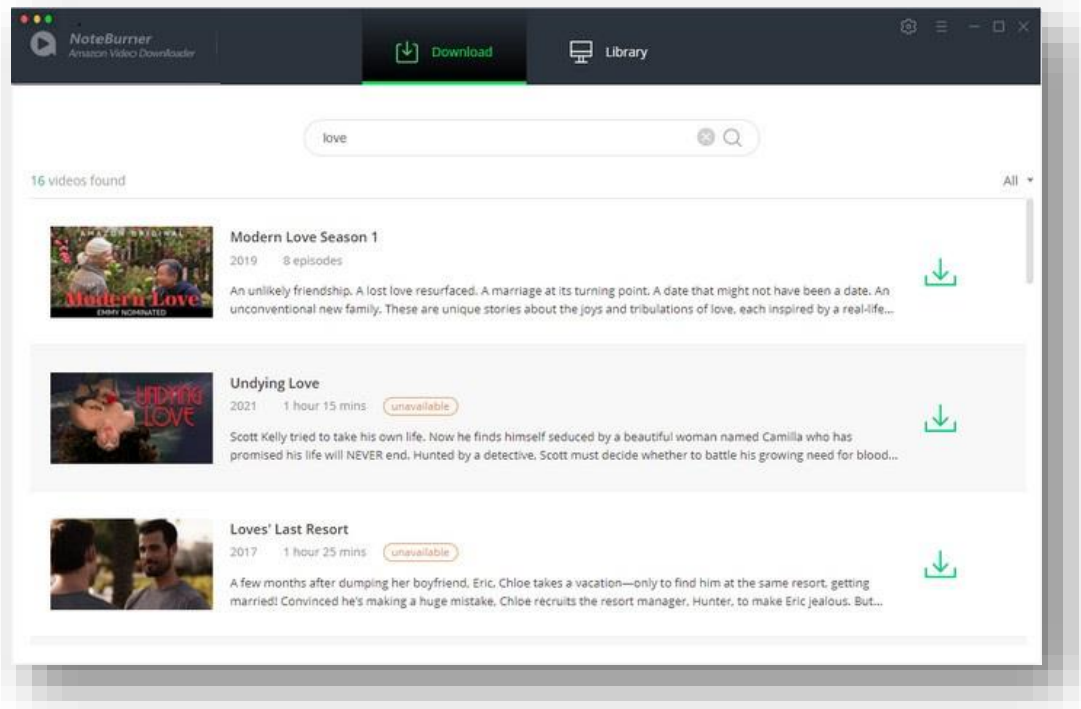 NoteBurner
Amazon Video Downloader
Download
Library
love
16 videos found
All
AMAZON ORIGINAL
Modern Love
EMMY NOMINATED
Modern Love Season 1
2019 8 episodes
An unlikely friendship. A lost love resurfaced. A marriage at its turning point. A date that might not have been a date. An
unconventional new family. These are unique stories about the joys and tribulations of love, each inspired by a real-life...
UNDYING
LOVE
Undying Love
2021 1 hour 15 mins unavailable
Scott Kelly tried to take his own life. Now he finds himself seduced by a beautiful woman named Camilla who has
promised his life will NEVER end. Hunted by a detective, Scott must decide whether to battle his growing need for blood...
Loves' Last Resort
2017 1 hour 25 mins unavailable
A few months after dumping her boyfriend, Eric, Chloe takes a vacation—only to find him at the same resort, getting
married! Convinced he's making a huge mistake, Chloe recruits the resort manager, Hunter, to make Eric jealous. But...